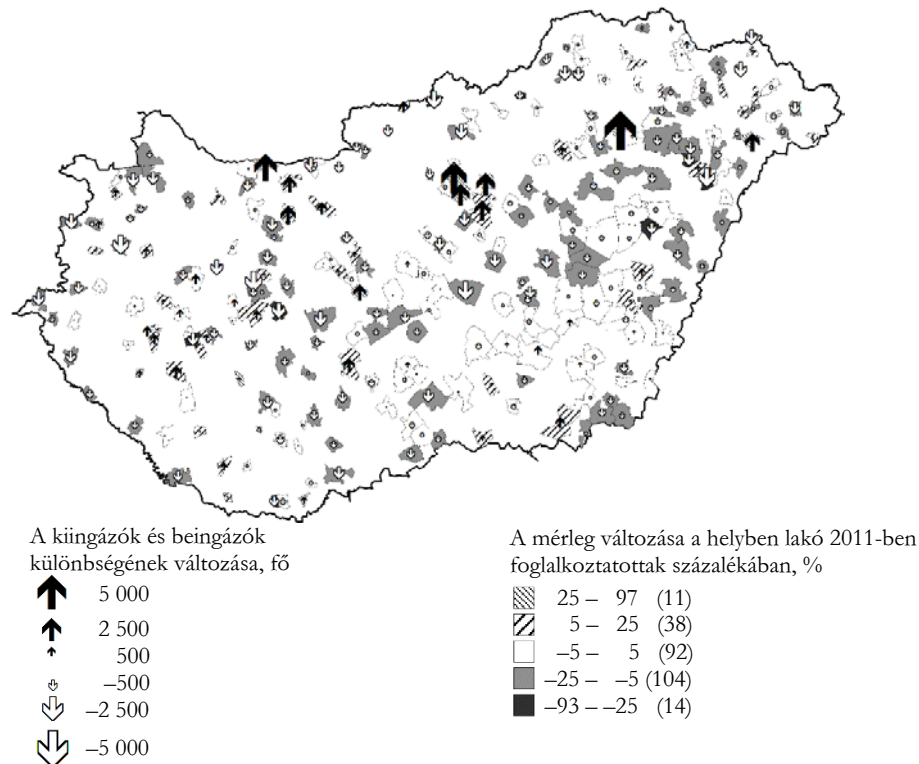 A kiingázók és beingázók
különbségének változása, fő
5 000
2 500
500
–500
–2 500
–5 000
A mérleg változása a helyben lakó 2011-ben
foglalkoztatottak százalékában, %
25 – 97 (11)
5 – 25 (38)
–5 – 5 (92)
–25 – –5 (104)
–93 – –25 (14)